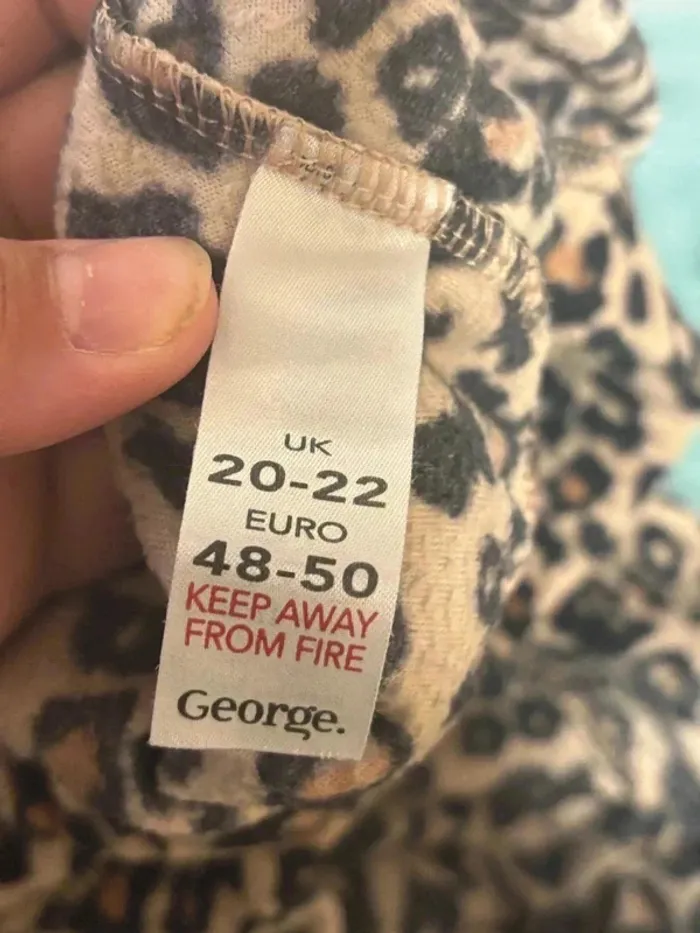 UK
20-22
EURO
48-50
KEEP AWAY
FROM FIRE
George.